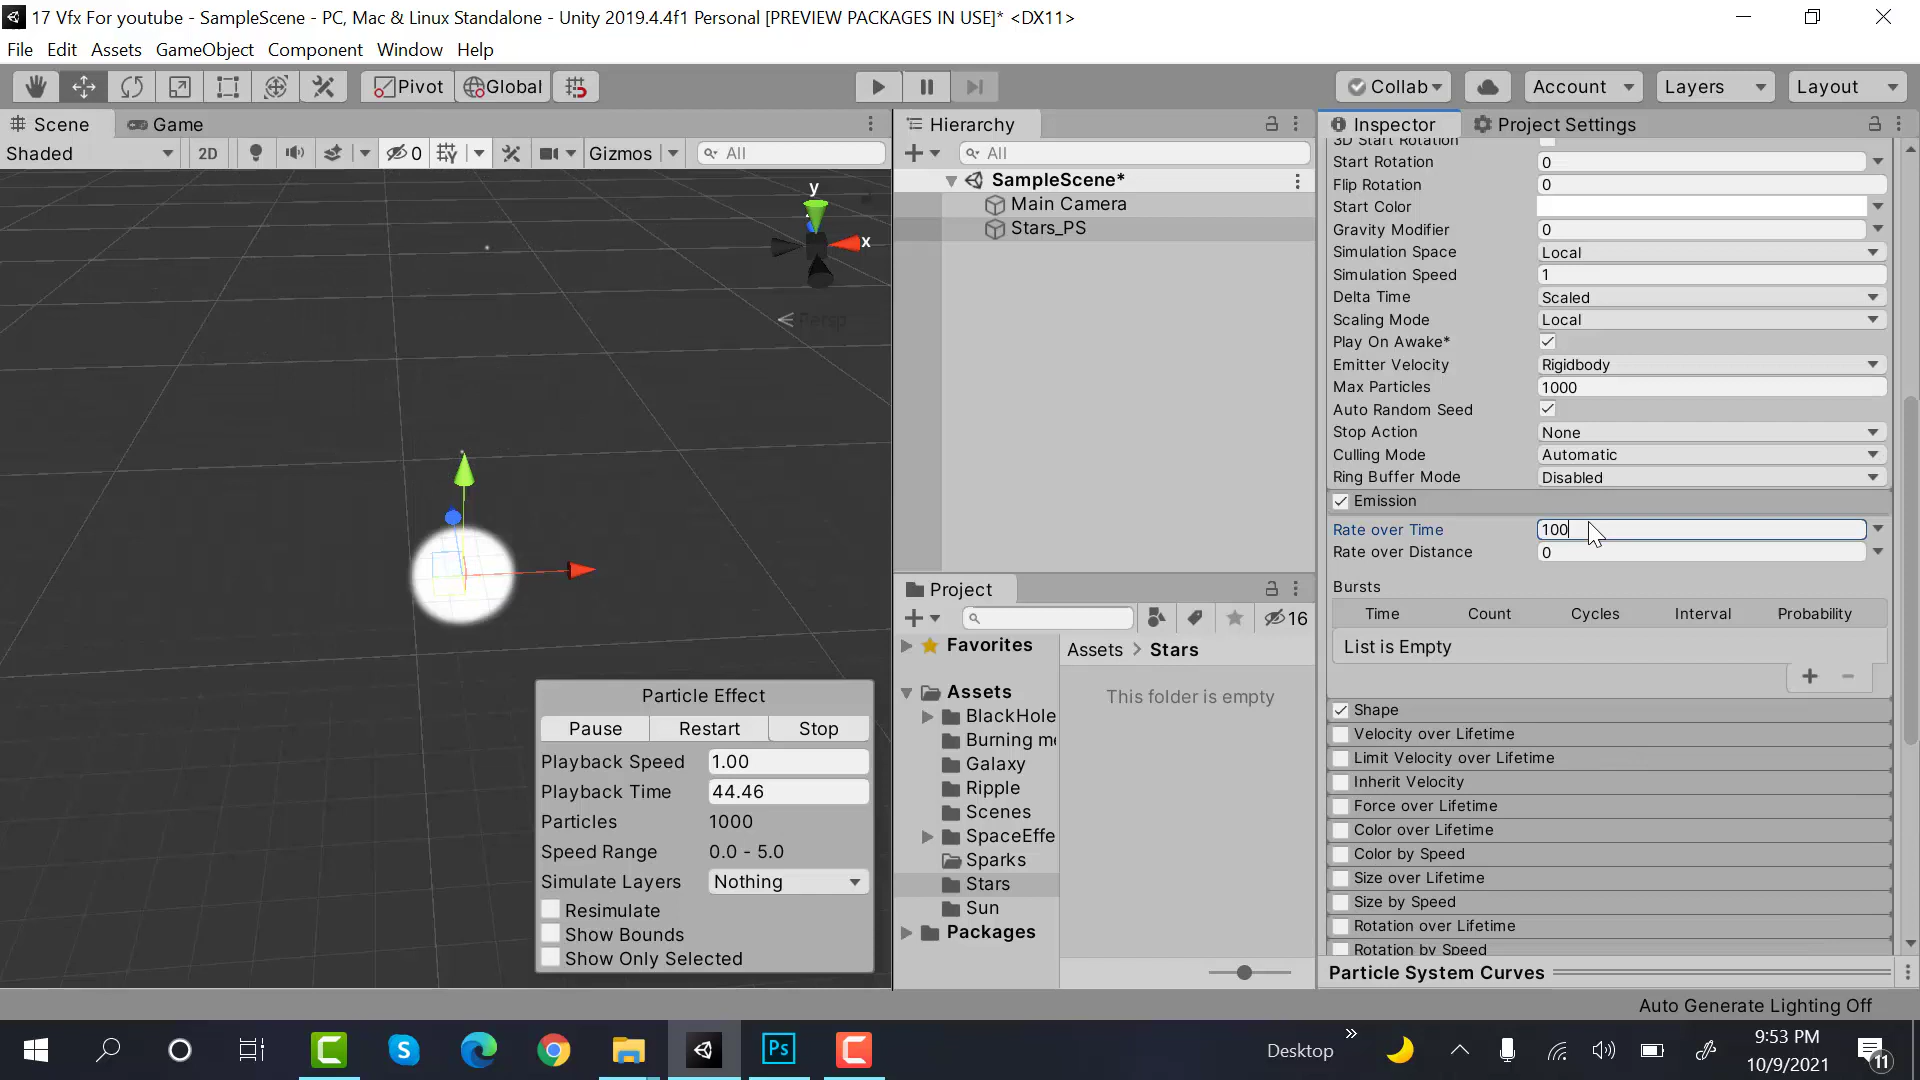 17 Vfx For youtube - SampleScene - PC, Mac & Linux Standalone - Unity 2019.4.4f1 Personal [PREVIEW PACKAGES IN USE]* <DX11>
File Edit Assets GameObject Component Window Help
Pivot Global Collab Account Layers Layout
Scene Game
Shaded 2D 0 Gizmos All
y
x
Persp
Particle Effect
Pause Restart Stop
Playback Speed 1.00
Playback Time 44.46
Particles 1000
Speed Range 0.0 - 5.0
Simulate Layers Nothing
Resimulate
Show Bounds
Show Only Selected
Hierarchy
All
SampleScene*
Main Camera
Stars_PS
Project
16
Favorites
Assets
BlackHole
Burning m
Galaxy
Ripple
Scenes
SpaceEffe
Sparks
Stars
Sun
Packages
Assets > Stars
This folder is empty
Inspector Project Settings
3D Start Rotation
Start Rotation 0
Flip Rotation 0
Start Color
Gravity Modifier 0
Simulation Space Local
Simulation Speed 1
Delta Time Scaled
Scaling Mode Local
Play On Awake*
Emitter Velocity Rigidbody
Max Particles 1000
Auto Random Seed
Stop Action None
Culling Mode Automatic
Ring Buffer Mode Disabled
Emission
Rate over Time 100
Rate over Distance 0
Bursts
Time Count Cycles Interval Probability
List is Empty
Shape
Velocity over Lifetime
Limit Velocity over Lifetime
Inherit Velocity
Force over Lifetime
Color over Lifetime
Color by Speed
Size over Lifetime
Size by Speed
Rotation over Lifetime
Rotation by Speed
Particle System Curves
Auto Generate Lighting Off
Ps
Desktop
9:53 PM
10/9/2021
11